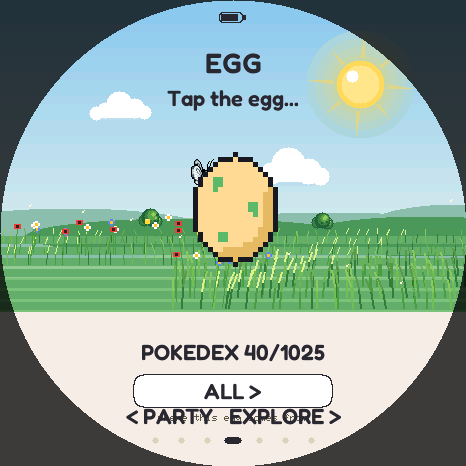 EGG
Tap the egg...
POKEDEX 40/1025
ALL >
< PARTY EXPLORE >